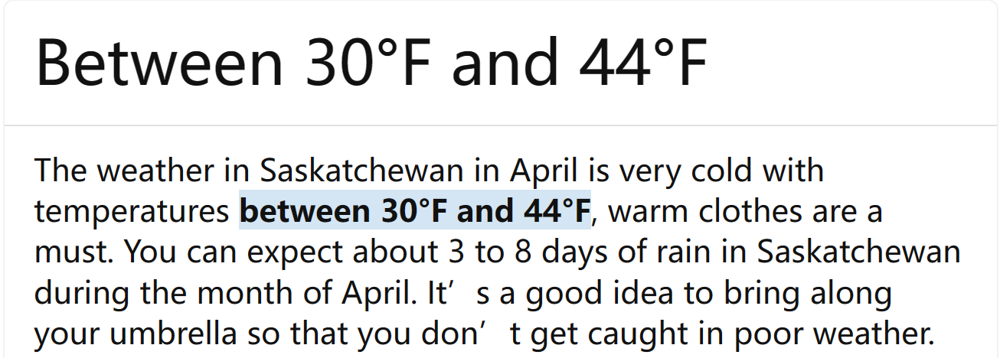 Between 30°F and 44°F
The weather in Saskatchewan in April is very cold with
temperatures between 30°F and 44°F, warm clothes are a
must. You can expect about 3 to 8 days of rain in Saskatchewan
during the month of April. It’ s a good idea to bring along
your umbrella so that you don’ t get caught in poor weather.